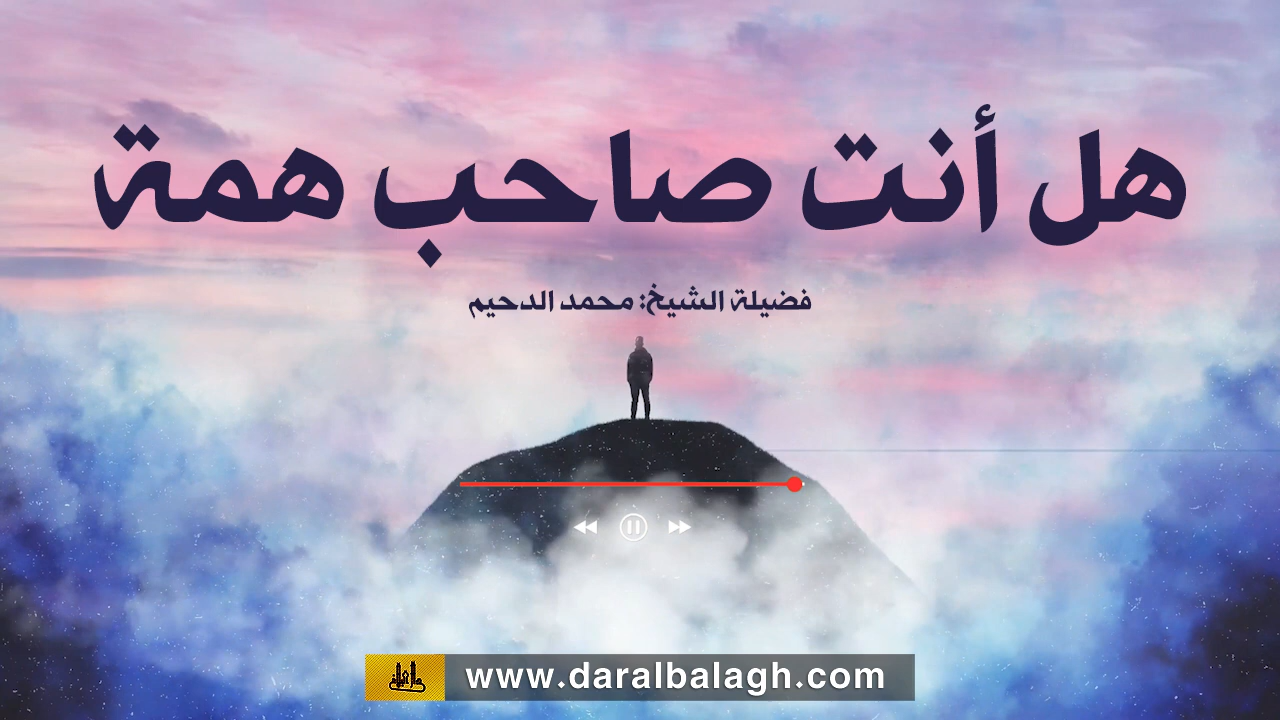 هل أنت صاحب همة
فضيلة الشيخ: محمد الدحيم
www.daralbalagh.com